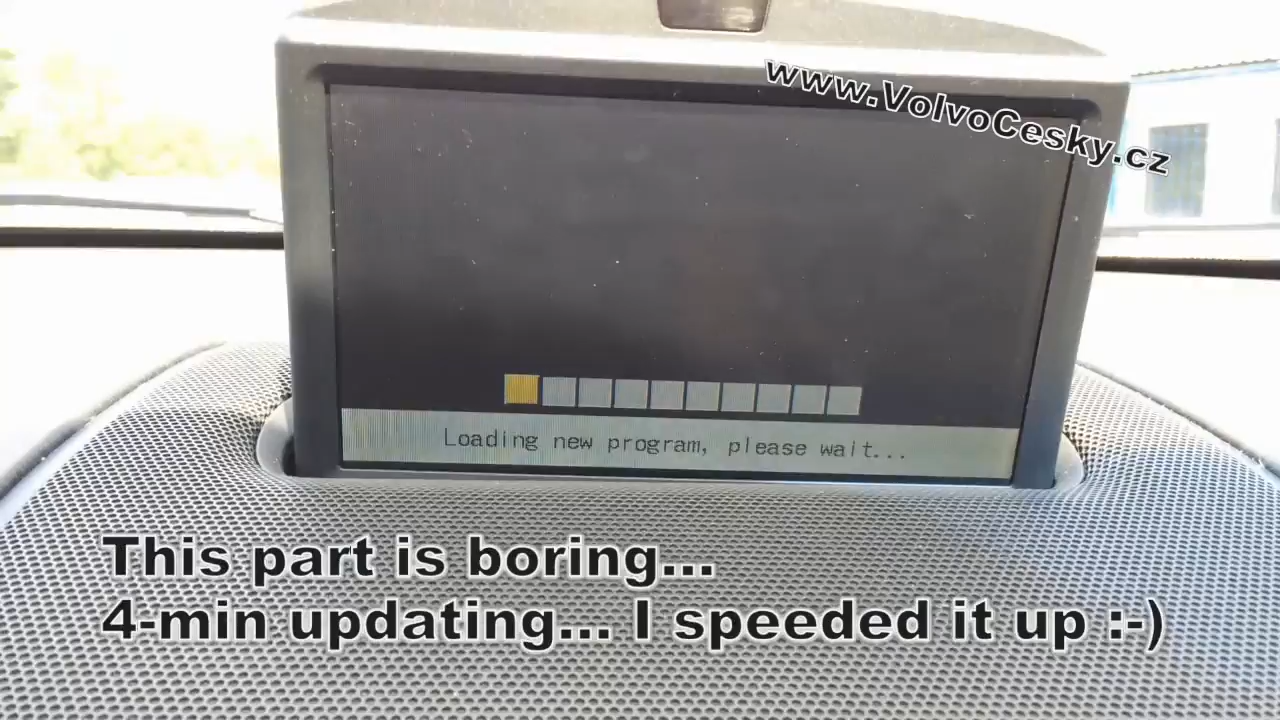 www.VolvoCesky.cz
Loading new program, please wait...
This part is boring...
4-min updating... I speeded it up :-)